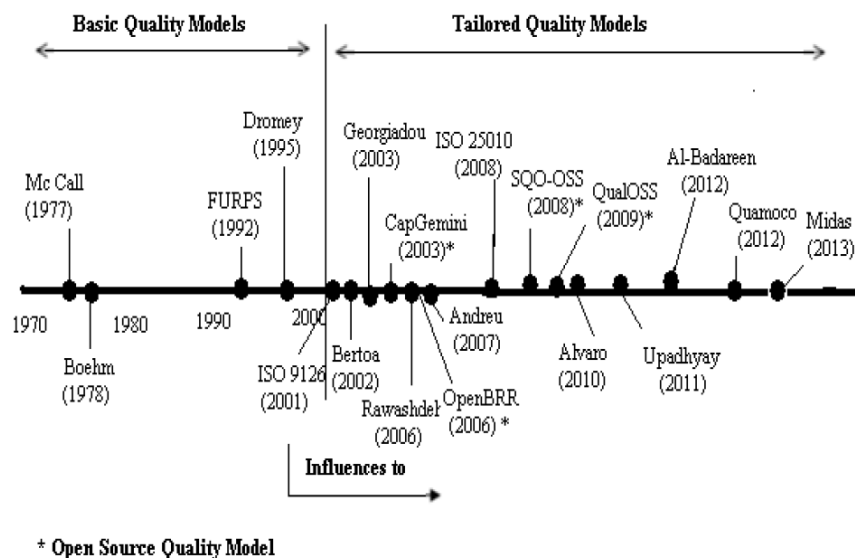 Basic Quality Models
Tailored Quality Models
Mc Call
(1977)
Boehm
(1978)
FURPS
(1992)
Dromey
(1995)
ISO 9126
(2001)
Bertoa
(2002)
Georgiadou
(2003)
CapGemini
(2003)*
Rawashdeh
(2006)
OpenBRR
(2006) *
Andreu
(2007)
ISO 25010
(2008)
SQO-OSS
(2008)*
QualOSS
(2009)*
Alvaro
(2010)
Upadhyay
(2011)
Al-Badareen
(2012)
Quamoco
(2012)
Midas
(2013)
1970
1980
1990
2000
Influences to
* Open Source Quality Model